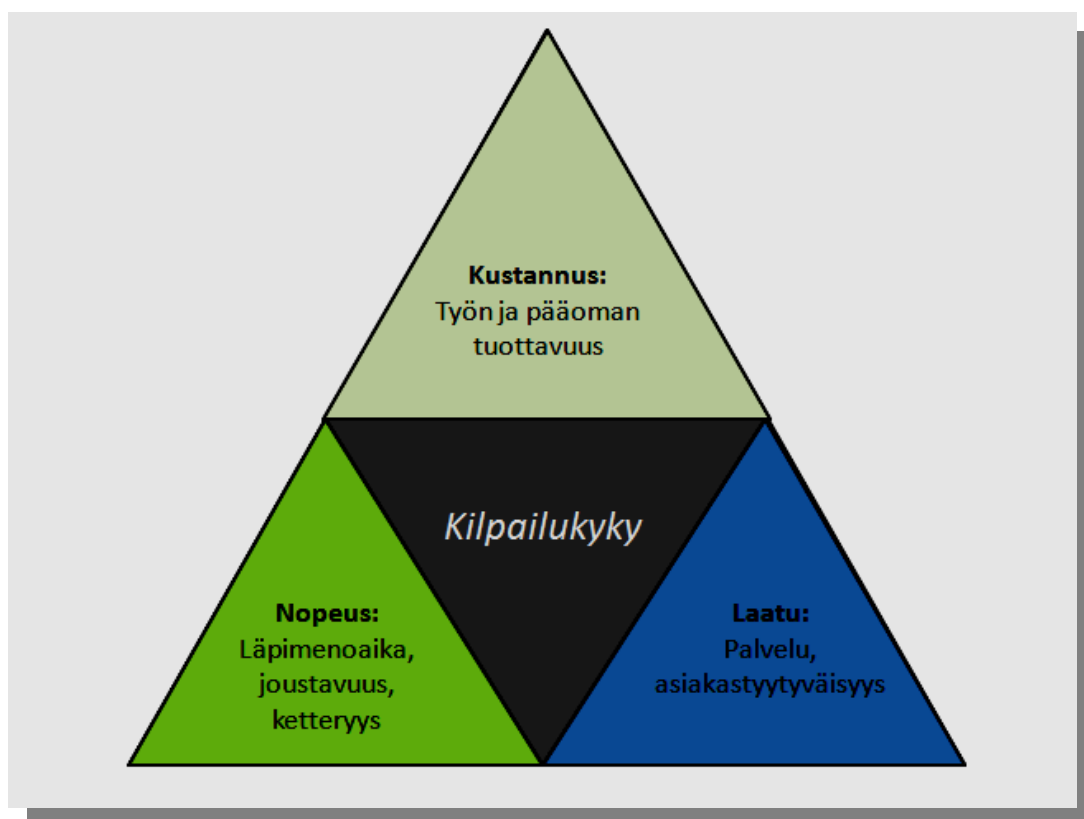 Kustannus:
Työn ja pääoman
tuottavuus
Kilpailukyky
Nopeus:
Läpimenoaika,
joustavuus,
ketteryys
Laatu:
Palvelu,
asiakastyytyväisyys